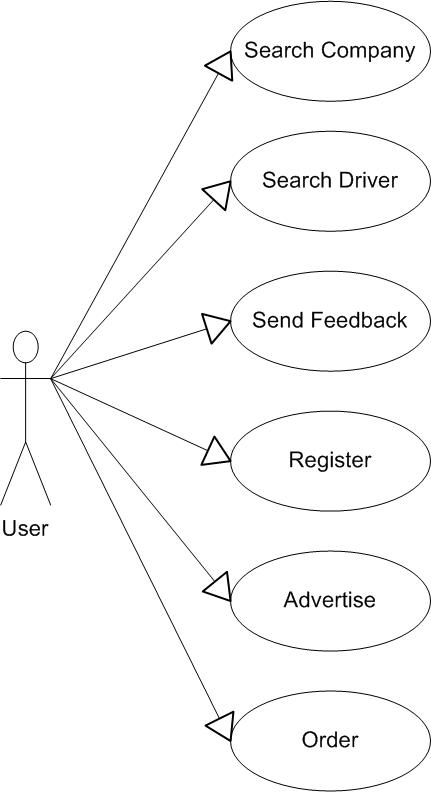 Search Company
Search Driver
Send Feedback
Register
User
Advertise
Order